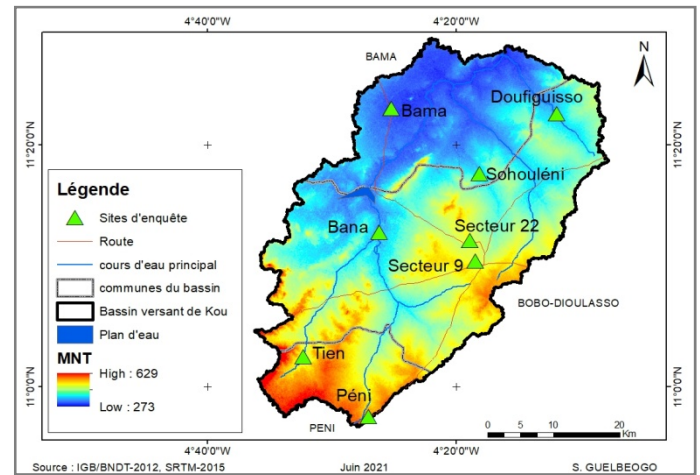 4°40'0"W
4°20'0"W
BAMA
N
Doufiguisso
Bama
11°20'0"N
11°20'0"N
Légende
Sohouléni
Sites d'enquête
Route
Bana
Secteur 22
cours d'eau principal
Secteur 9
communes du bassin
Bassin versant de Kou
BOBO-DIOULASSO
Plan d'eau
MNT
High : 629
Tien
11°0'0"N
11°0'0"N
Low : 273
Péni
PENI
0 5 10 20
Km
4°40'0"W
4°20'0"W
Source : IGB/BNDT-2012, SRTM-2015
Juin 2021
S. GUELBEOGO